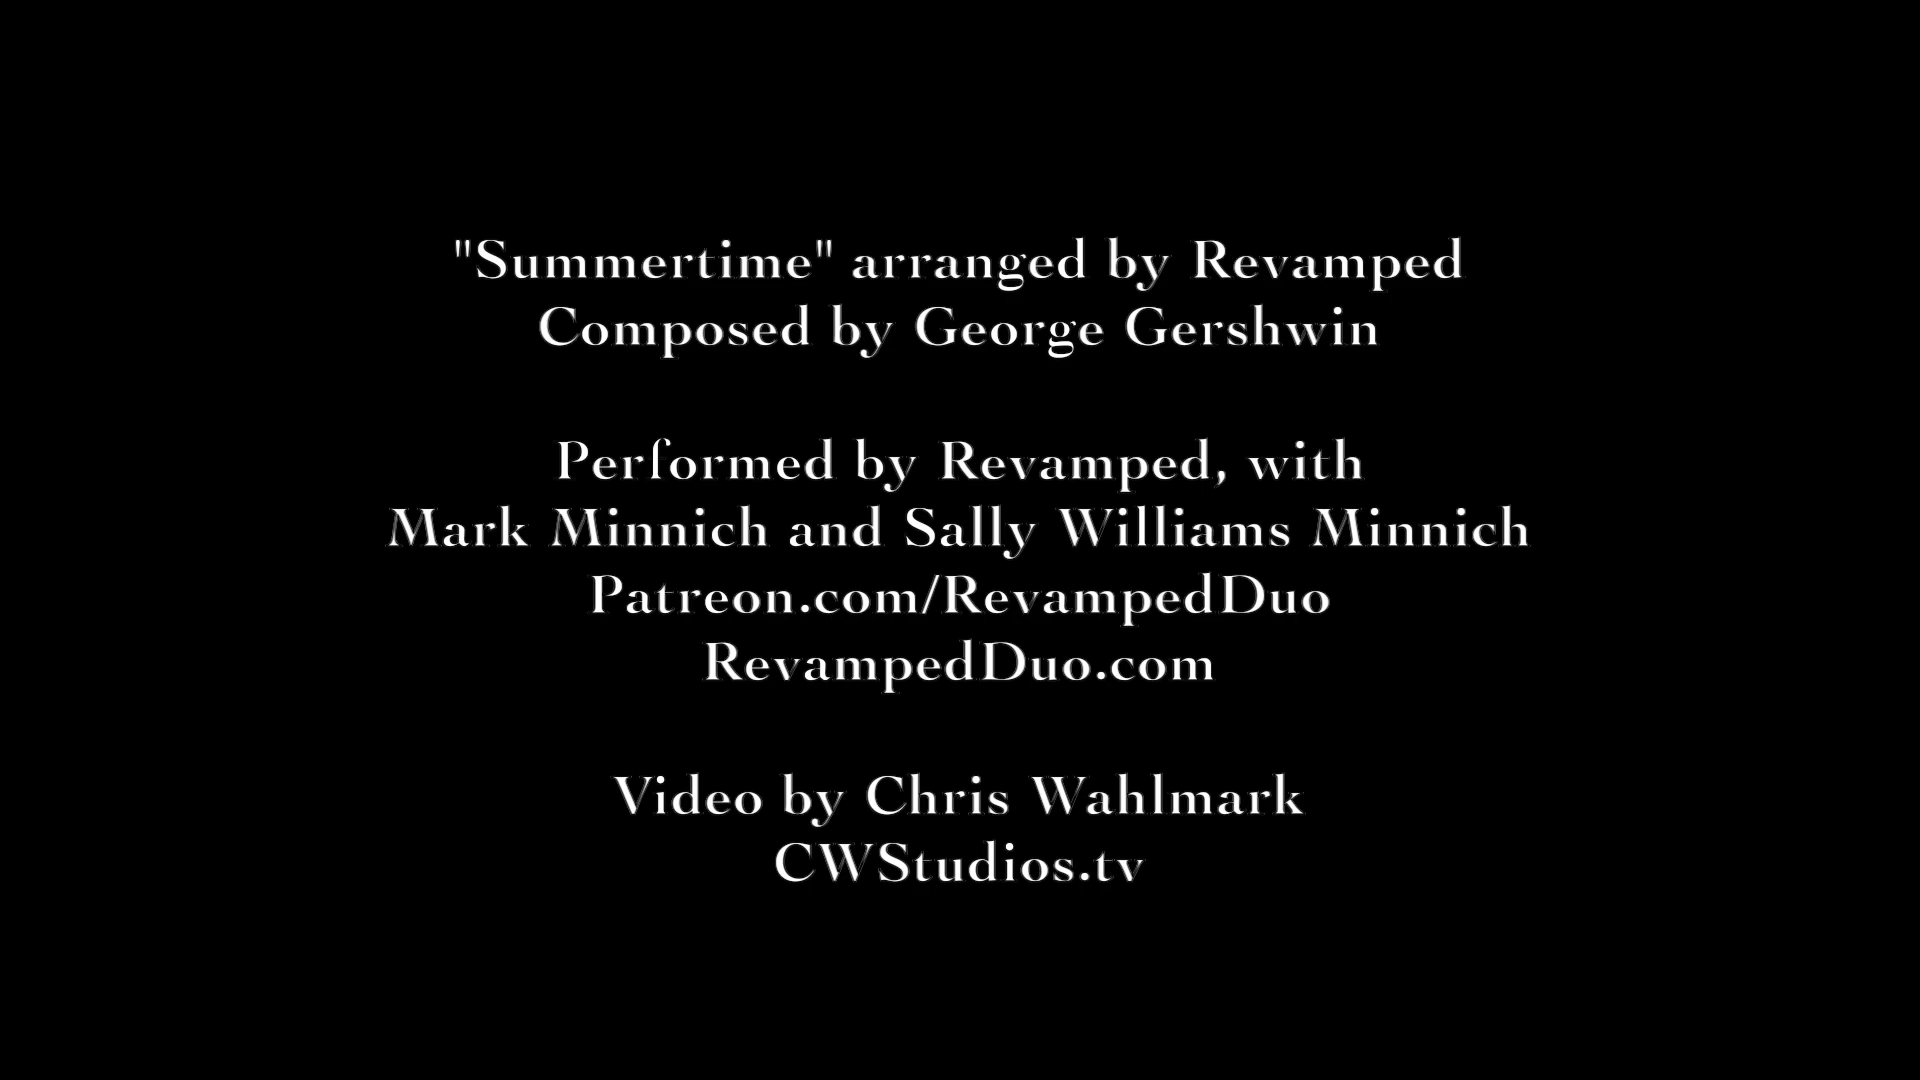 "Summertime" arranged by Revamped
Composed by George Gershwin
Performed by Revamped, with
Mark Minnich and Sally Williams Minnich
Patreon.com/RevampedDuo
RevampedDuo.com
Video by Chris Wahlmark
CWStudios.tv